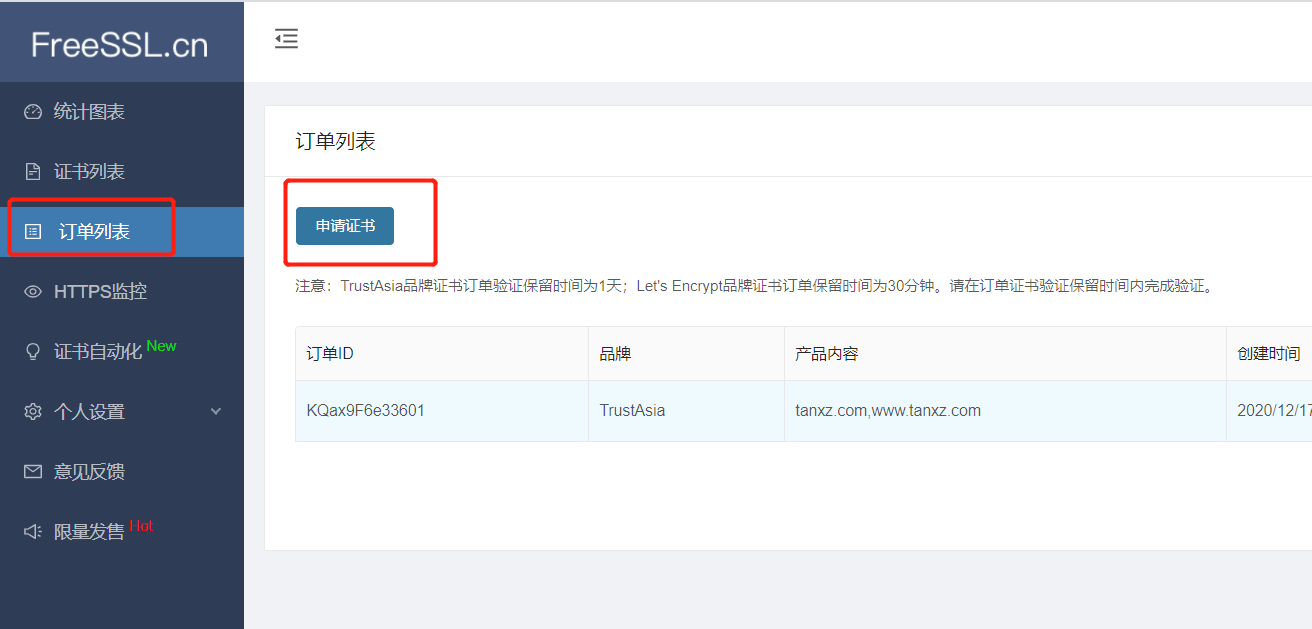 FreeSSL.cn
统计图表
证书列表
订单列表
HTTPS监控
证书自动化 New
个人设置
意见反馈
限量发售 Hot
订单列表
申请证书
注意：TrustAsia品牌证书订单验证保留时间为1天；Let's Encrypt品牌证书订单保留时间为30分钟。请在订单证书验证保留时间内完成验证。
订单ID 品牌 产品内容 创建时间
KQax9F6e33601 TrustAsia tanxz.com,www.tanxz.com 2020/12/17